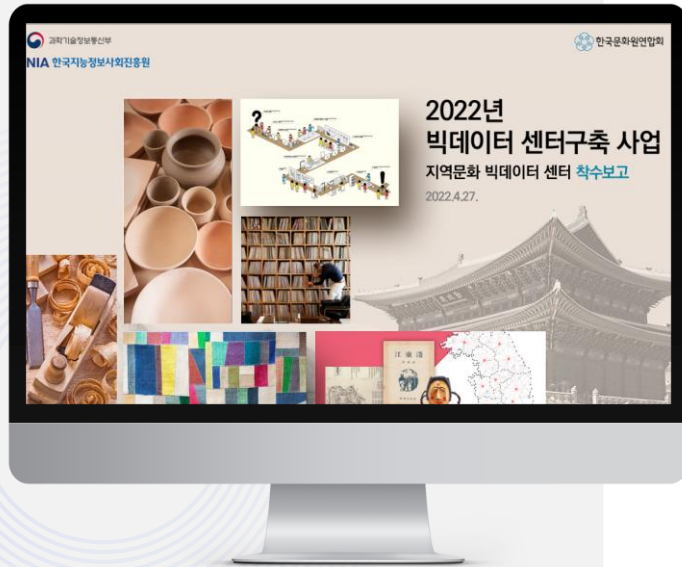 과학기술정보통신부
NIA 한국지능정보사회진흥원
한국문화원연합회
2022년
빅데이터 센터구축 사업
지역문화 빅데이터 센터 착수보고
2022.4.27.
?
!